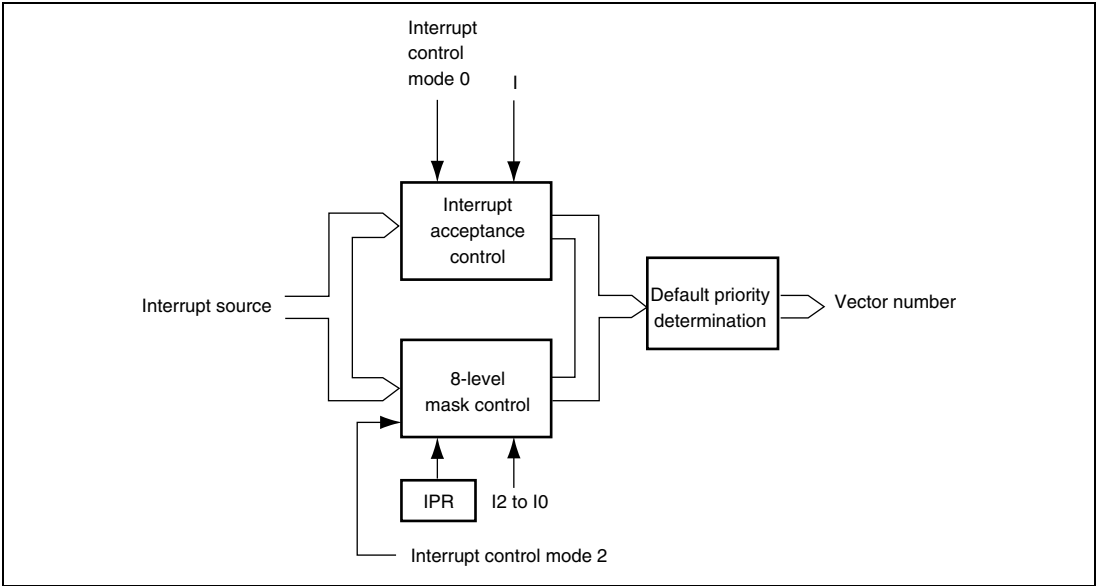 Interrupt
control
mode 0
I
Interrupt
acceptance
control
Interrupt source
Default priority
determination
Vector number
8-level
mask control
IPR
I2 to I0
Interrupt control mode 2